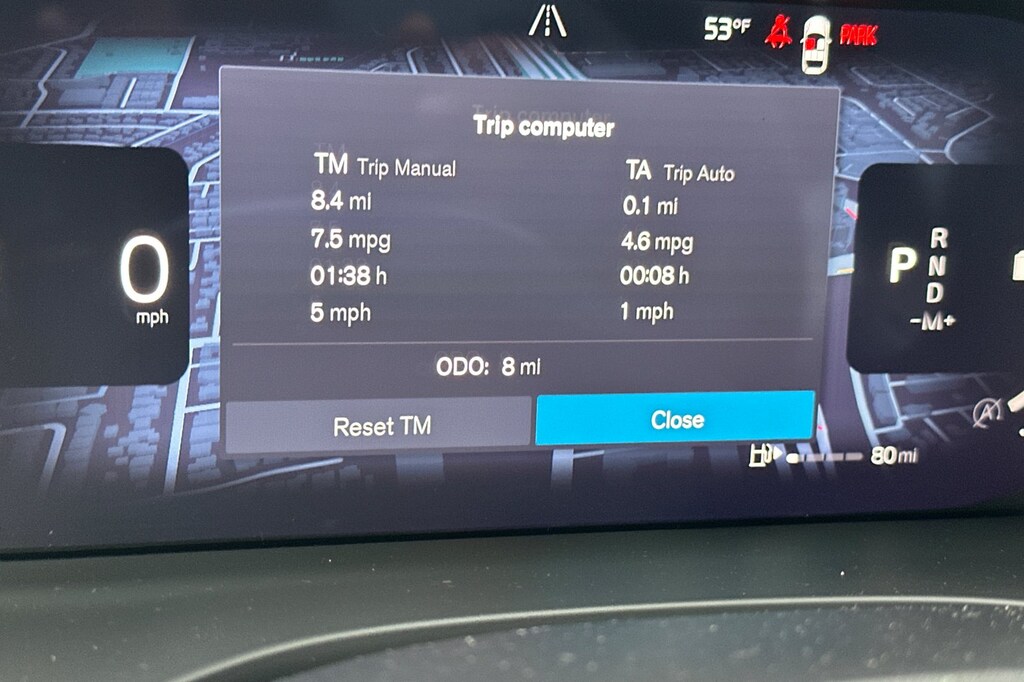 53°F PARK
Trip computer
TM Trip Manual
8.4 mi
7.5 mpg
01:38 h
5 mph
TA Trip Auto
0.1 mi
4.6 mpg
00:08 h
1 mph
ODO: 8 mi
Reset TM
Close
0
mph
P
R
N
D
-M+
A
80 mi